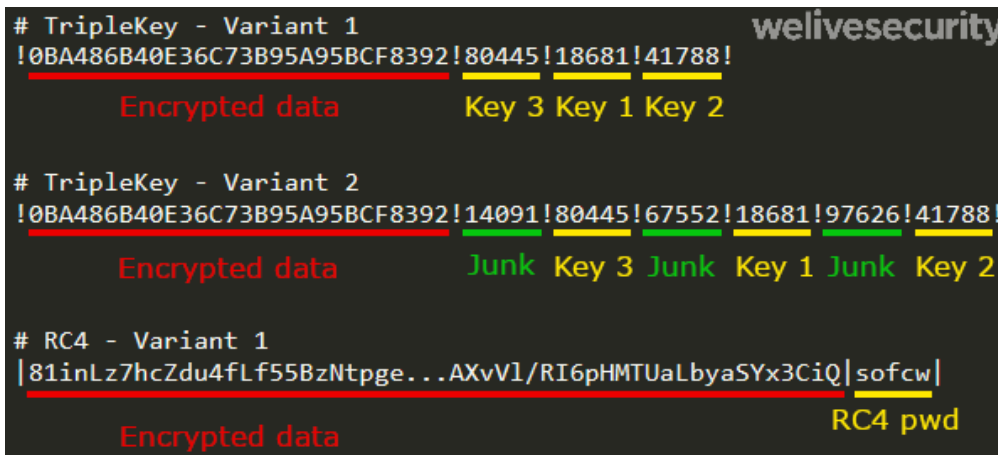 # TripleKey - Variant 1
welivesecurity
!0BA486B40E36C73B95A95BCF8392!80445!18681!41788!
Encrypted data Key 3 Key 1 Key 2
# TripleKey - Variant 2
!0BA486B40E36C73B95A95BCF8392!14091!80445!67552!18681!97626!41788!
Encrypted data Junk Key 3 Junk Key 1 Junk Key 2
# RC4 - Variant 1
|81inLz7hcZdu4fLf55BzNtpge...AXvVl/RI6pHMTUaLbyaSYx3CiQ|sofcw|
RC4 pwd
Encrypted data